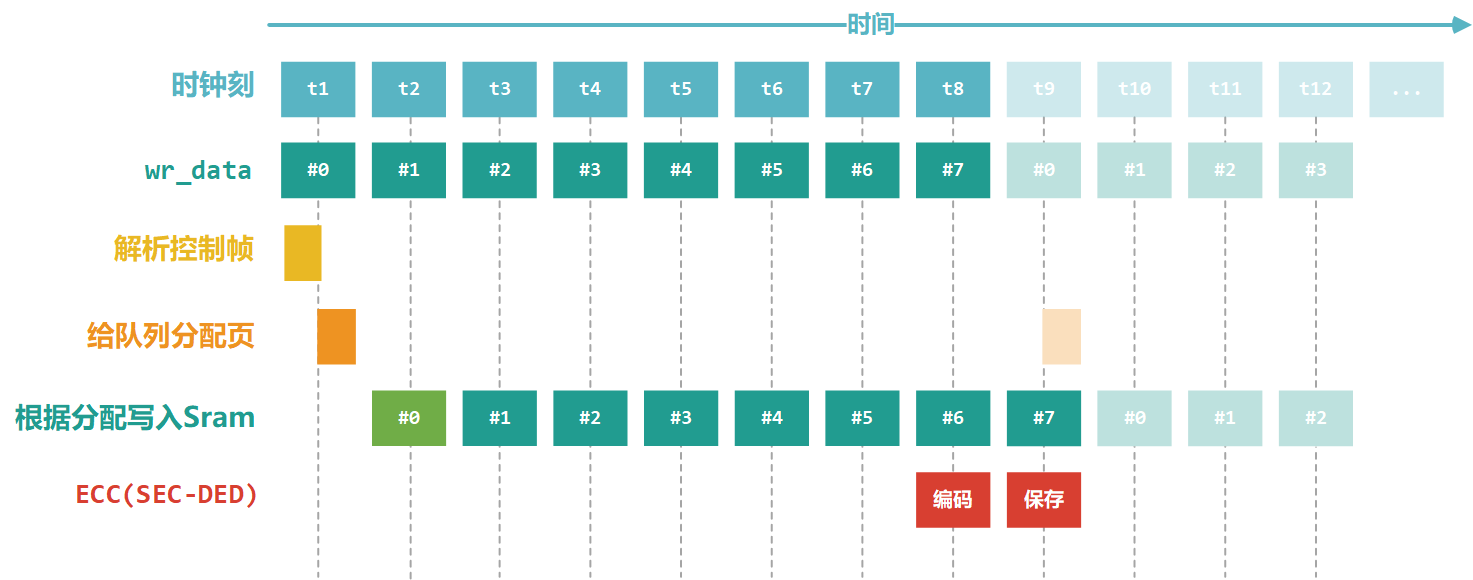 时间
时钟刻 t1 t2 t3 t4 t5 t6 t7 t8 t9 t10 t11 t12 ...
wr_data #0 #1 #2 #3 #4 #5 #6 #7 #0 #1 #2 #3
解析控制帧
给队列分配页
根据分配写入Sram #0 #1 #2 #3 #4 #5 #6 #7 #0 #1 #2
ECC(SEC-DED) 编码 保存